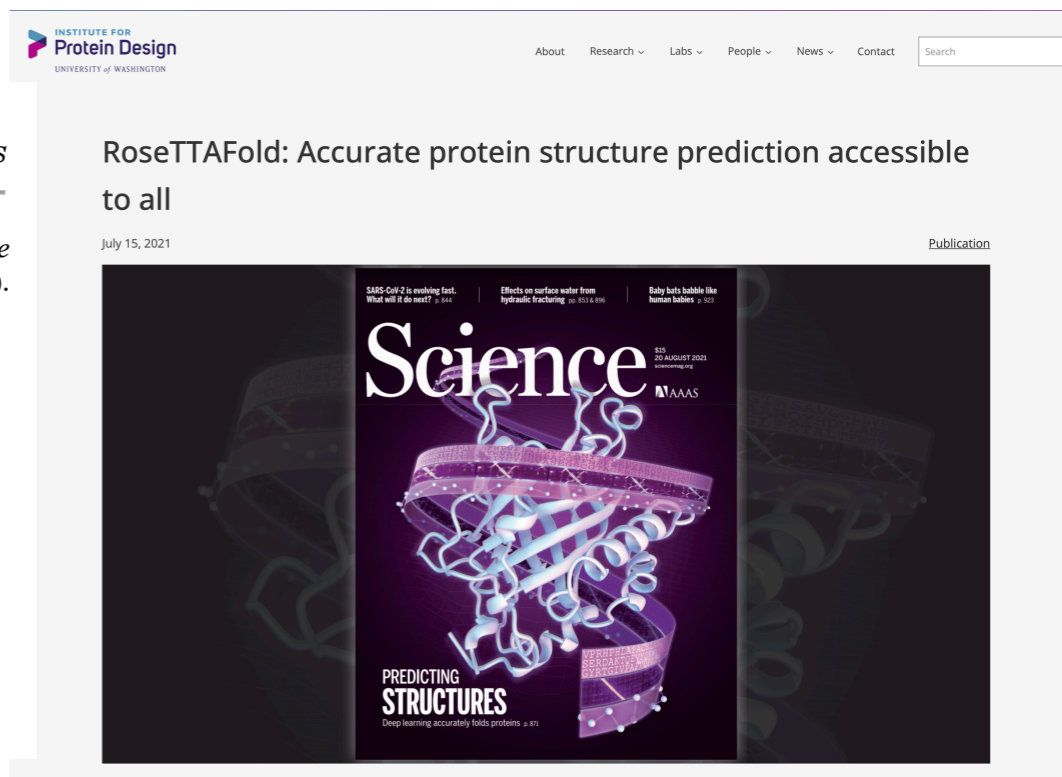 INSTITUTE FOR
Protein Design
UNIVERSITY of WASHINGTON
About Research Labs People News Contact Search
s
e
).
RoseTTAFold: Accurate protein structure prediction accessible
to all
July 15, 2021 Publication
SARS-CoV-2 is evolving fast.
What will it do next? p. 844
Effects on surface water from
hydraulic fracturing pp. 853 & 896
Baby bats babble like
human babies p. 923
Science
$15
20 AUGUST 2021
sciencemag.org
AAAS
PREDICTING
STRUCTURES
Deep learning accurately folds proteins p. 871